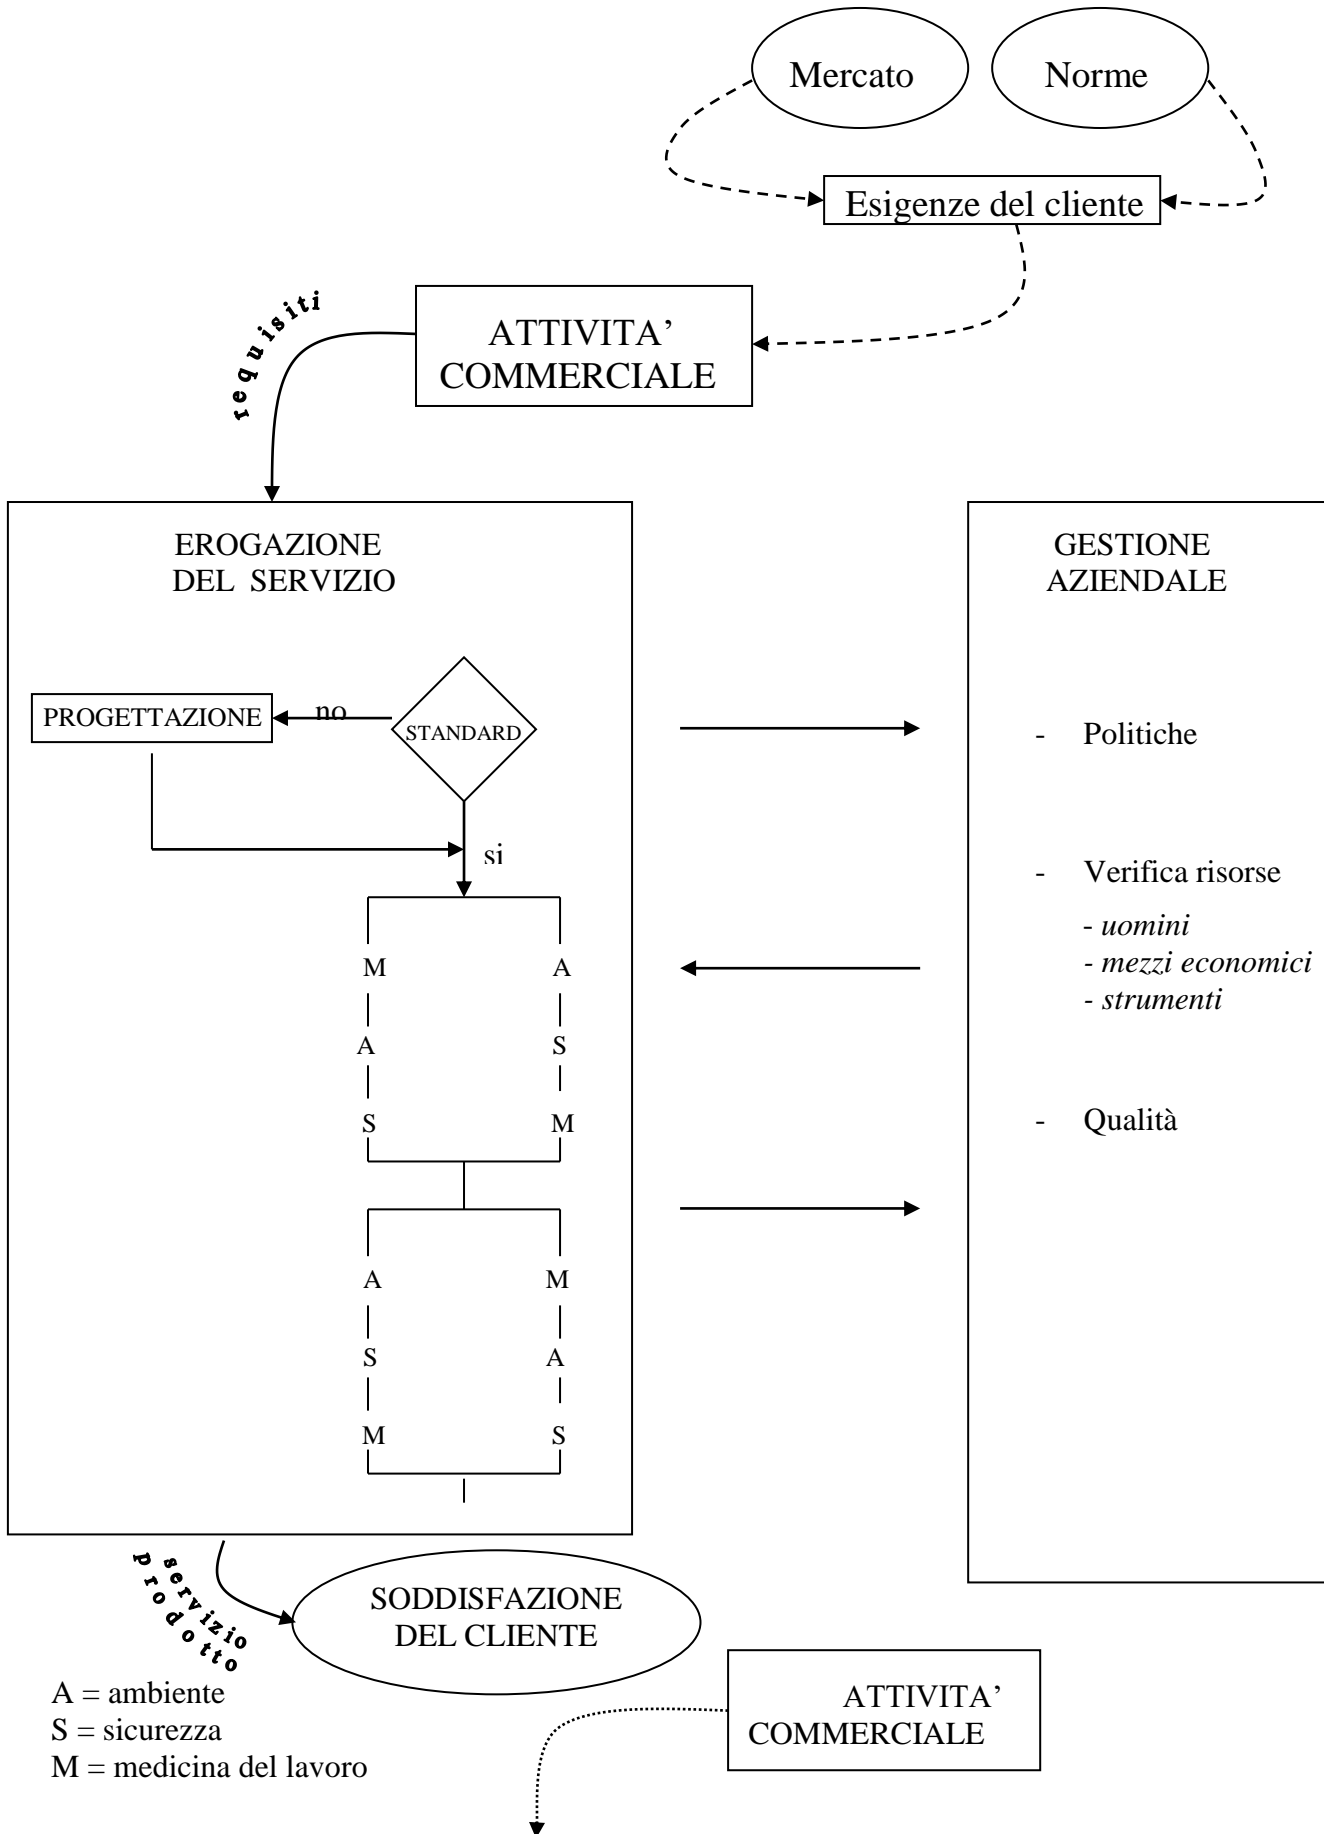 Mercato
Norme
Esigenze del cliente
requisiti
ATTIVITA’
COMMERCIALE
EROGAZIONE
DEL SERVIZIO
PROGETTAZIONE
no
STANDARD
si
M
A
A
S
S
M
A
M
S
A
M
S
GESTIONE
AZIENDALE
- Politiche
- Verifica risorse
- uomini
- mezzi economici
- strumenti
- Qualità
servizio
prodotto
SODDISFAZIONE
DEL CLIENTE
A = ambiente
S = sicurezza
M = medicina del lavoro
ATTIVITA’
COMMERCIALE